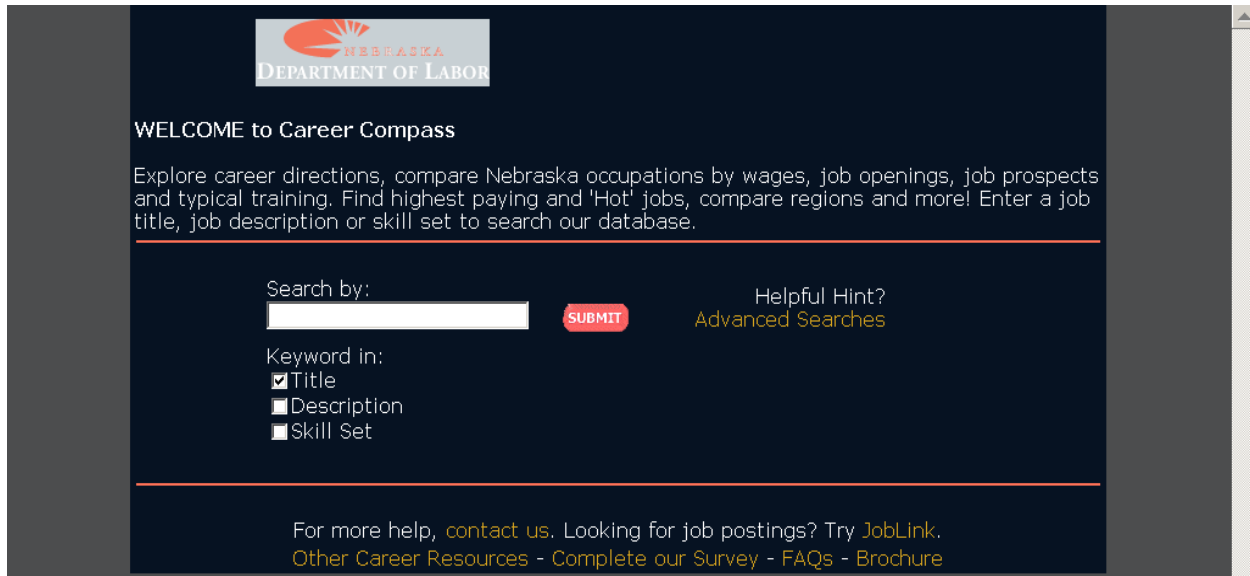 NEBRASKA
DEPARTMENT OF LABOR
WELCOME to Career Compass
Explore career directions, compare Nebraska occupations by wages, job openings, job prospects
and typical training. Find highest paying and 'Hot' jobs, compare regions and more! Enter a job
title, job description or skill set to search our database.
Search by:
SUBMIT
Helpful Hint?
Advanced Searches
Keyword in:
Title
Description
Skill Set
For more help, contact us. Looking for job postings? Try JobLink.
Other Career Resources - Complete our Survey - FAQs - Brochure